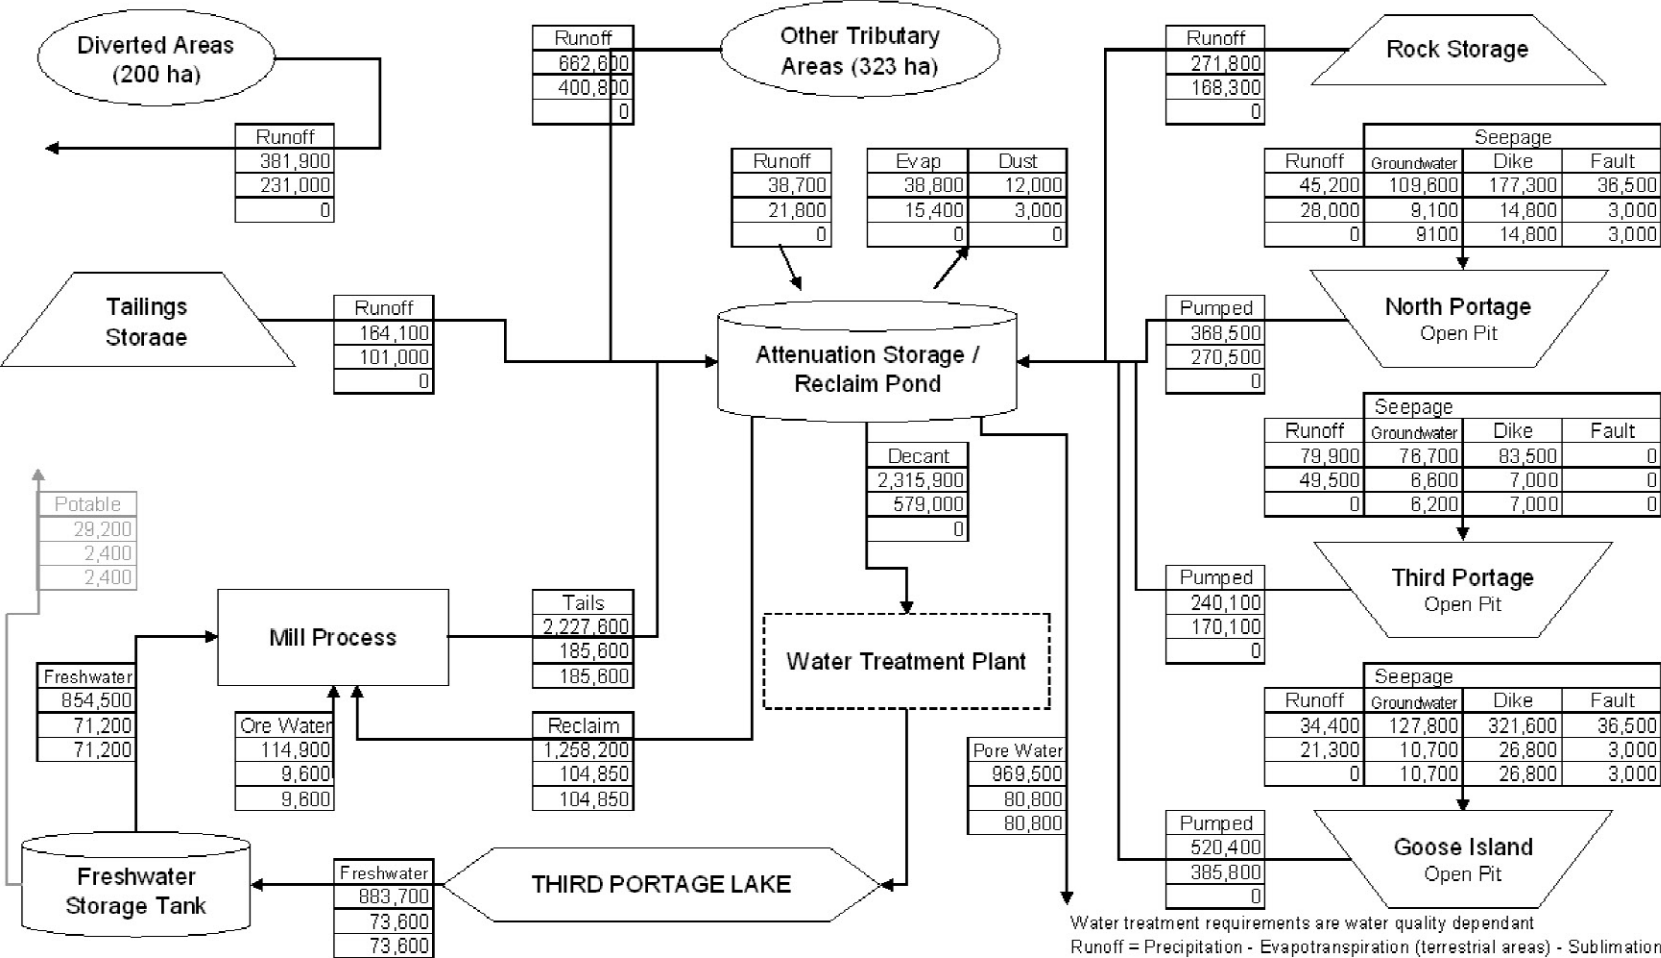 Diverted Areas
(200 ha)
Runoff
381,900
231,000
0
Runoff
662,600
400,800
0
Other Tributary
Areas (323 ha)
Runoff
271,800
168,300
0
Rock Storage
Runoff
38,700
21,800
0
Evap Dust
38,800 12,000
15,400 3,000
0 0
Seepage
Runoff Groundwater Dike Fault
45,200 109,600 177,300 36,500
28,000 9,100 14,800 3,000
0 9100 14,800 3,000
Tailings
Storage
Runoff
164,100
101,000
0
Attenuation Storage /
Reclaim Pond
Pumped
368,500
270,500
0
North Portage
Open Pit
Seepage
Runoff Groundwater Dike Fault
79,900 76,700 83,500 0
49,500 6,600 7,000 0
0 6,200 7,000 0
Decant
2,315,900
579,000
0
Potable
29,200
2,400
2,400
Pumped
240,100
170,100
0
Third Portage
Open Pit
Mill Process
Tails
2,227,600
185,600
185,600
Water Treatment Plant
Freshwater
854,500
71,200
71,200
Ore Water
114,900
9,600
9,600
Reclaim
1,258,200
104,850
104,850
Pore Water
969,500
80,800
80,800
Seepage
Runoff Groundwater Dike Fault
34,400 127,800 321,600 36,500
21,300 10,700 26,800 3,000
0 10,700 26,800 3,000
Pumped
520,400
385,800
0
Goose Island
Open Pit
Freshwater
Storage Tank
Freshwater
883,700
73,600
73,600
THIRD PORTAGE LAKE
Water treatment requirements are water quality dependant
Runoff = Precipitation - Evapotranspiration (terrestrial areas) - Sublimation